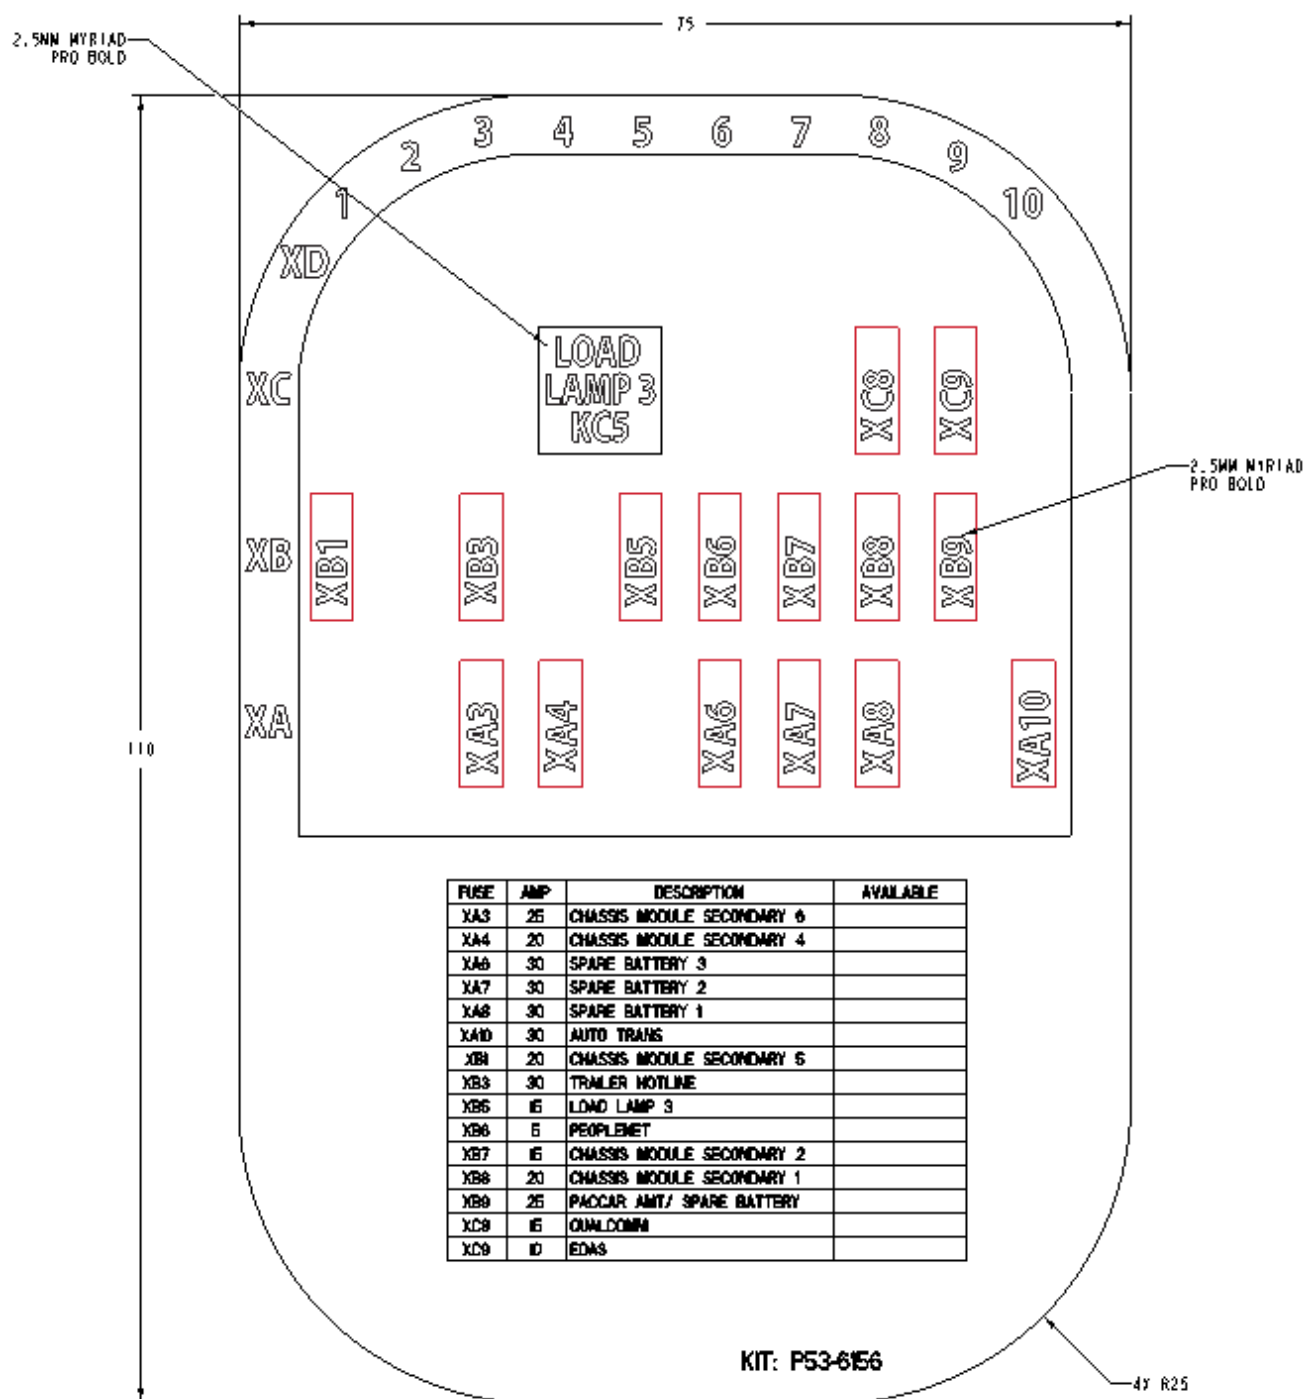 75
2.5MM MYRIAD
PRO BOLD
1 2 3 4 5 6 7 8 9 10
XD
LOAD
LAMP 3
KC5
XC8 XC9
XC
2.5MM MYRIAD
PRO BOLD
XB
XB1 XB3 XB5 XB6 XB7 XB8 XB9
XA
XA3 XA4 XA6 XA7 XA8 XA10
110
FUSE AMP DESCRIPTION AVAILABLE
XA3 25 CHASSIS MODULE SECONDARY 6
XA4 20 CHASSIS MODULE SECONDARY 4
XA6 30 SPARE BATTERY 3
XA7 30 SPARE BATTERY 2
XA8 30 SPARE BATTERY 1
XA10 30 AUTO TRANS
XB1 20 CHASSIS MODULE SECONDARY 5
XB3 30 TRAILER HOTLINE
XB5 15 LOAD LAMP 3
XB6 5 PEOPLENET
XB7 15 CHASSIS MODULE SECONDARY 2
XB8 20 CHASSIS MODULE SECONDARY 1
XB9 25 PACCAR AMT/ SPARE BATTERY
XC8 15 QUALCOMM
XC9 10 EDAS
KIT: P53-6156
4X R25